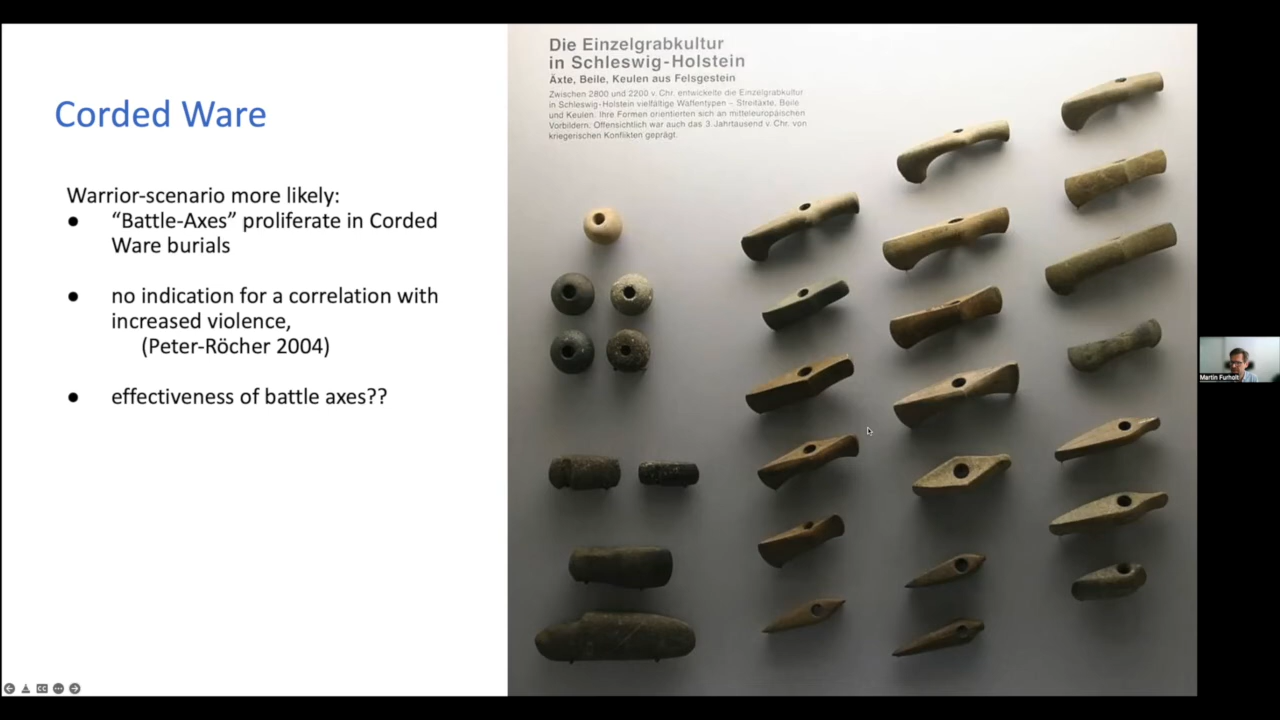 Corded Ware
Warrior-scenario more likely:
● “Battle-Axes” proliferate in Corded
Ware burials
● no indication for a correlation with
increased violence,
(Peter-Röcher 2004)
● effectiveness of battle axes??
Die Einzelgrabkultur
in Schleswig-Holstein
Äxte, Beile, Keulen aus Felsgestein
Zwischen 2800 und 2200 v. Chr. entwickelte die Einzelgrabkultur
in Schleswig-Holstein vielfältige Waffentypen – Streitäxte, Beile
und Keulen. Ihre Formen orientierten sich an mitteleuropäischen
Vorbildern. Offensichtlich war auch das 3. Jahrtausend v. Chr. von
kriegerischen Konflikten geprägt.
Martin Furholt